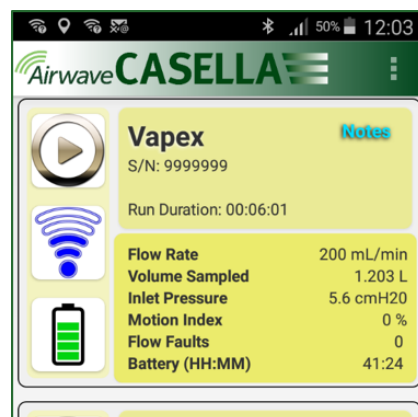 50% 12:03
Airwave CASELLA
Vapex Notes
S/N: 9999999
Run Duration: 00:06:01
Flow Rate 200 mL/min
Volume Sampled 1.203 L
Inlet Pressure 5.6 cmH20
Motion Index 0 %
Flow Faults 0
Battery (HH:MM) 41:24